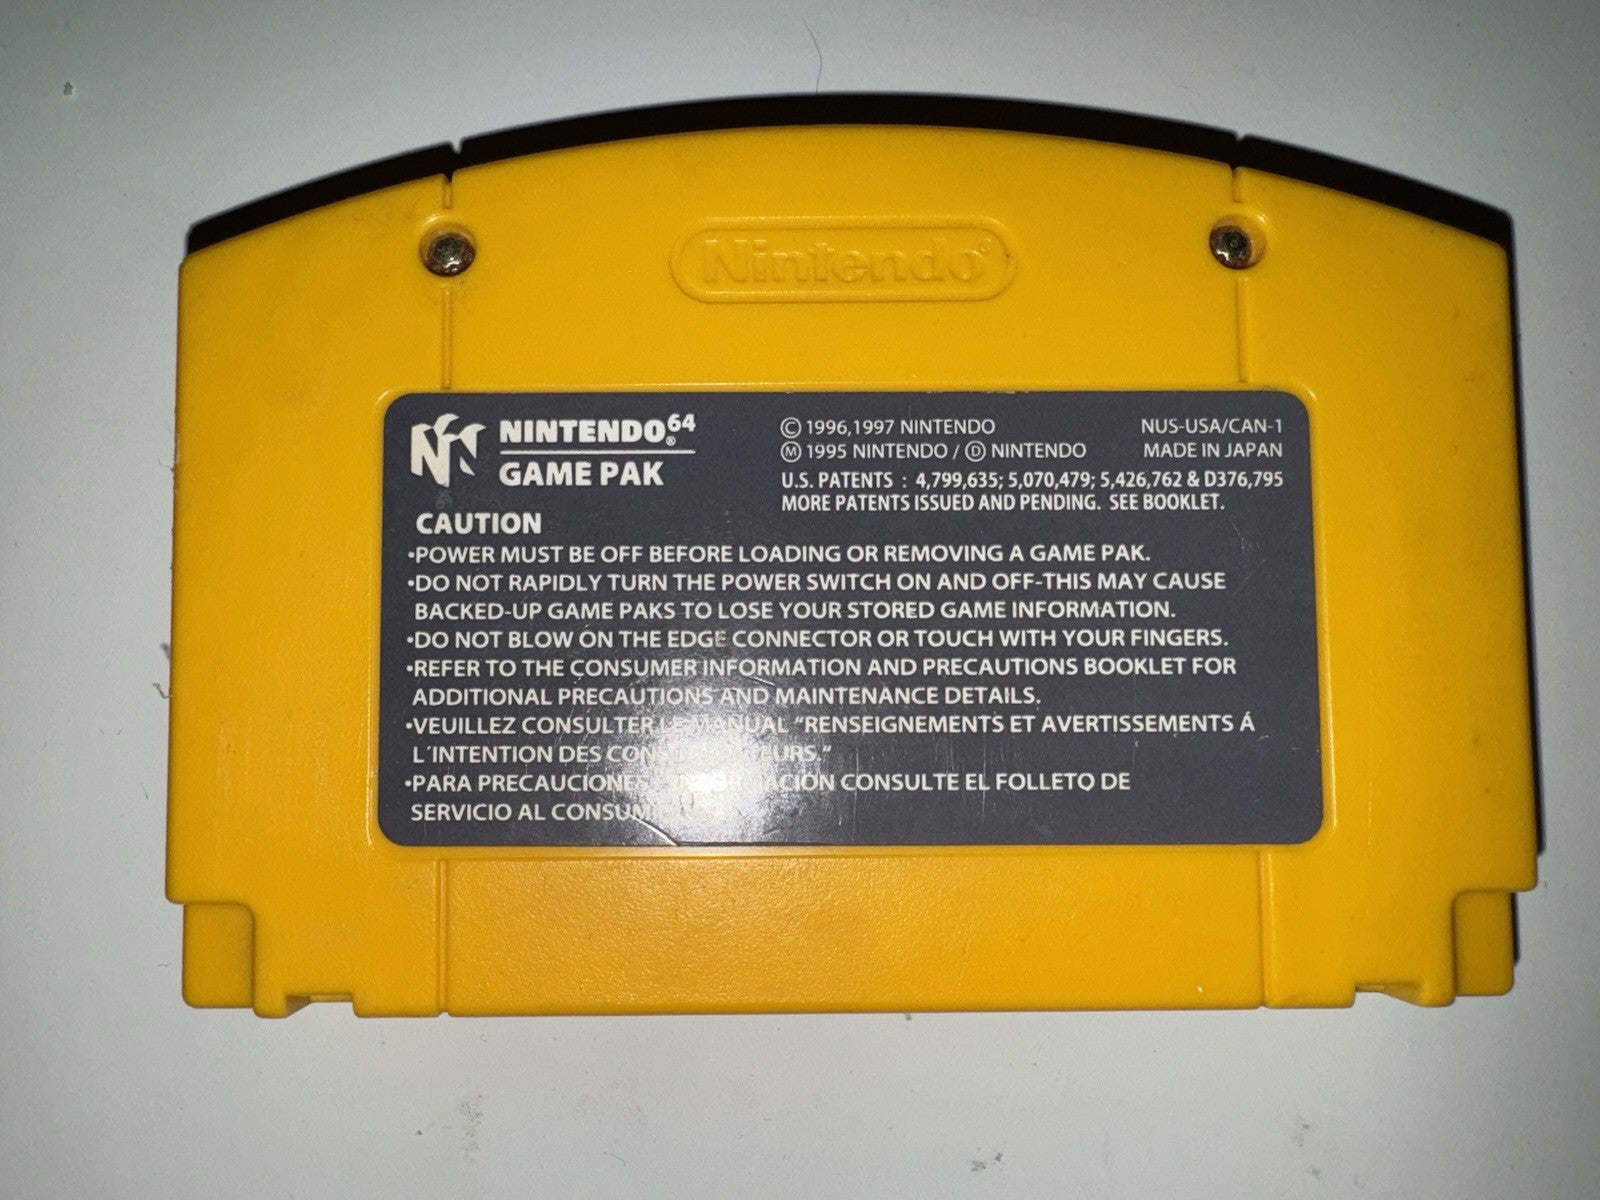 Nintendo
NINTENDO®64
GAME PAK
©1996,1997 NINTENDO
Ⓜ1995 NINTENDO / Ⓓ NINTENDO
NUS-USA/CAN-1
MADE IN JAPAN
U.S. PATENTS : 4,799,635; 5,070,479; 5,426,762 & D376,795
MORE PATENTS ISSUED AND PENDING. SEE BOOKLET.
CAUTION
•POWER MUST BE OFF BEFORE LOADING OR REMOVING A GAME PAK.
•DO NOT RAPIDLY TURN THE POWER SWITCH ON AND OFF-THIS MAY CAUSE
BACKED-UP GAME PAKS TO LOSE YOUR STORED GAME INFORMATION.
•DO NOT BLOW ON THE EDGE CONNECTOR OR TOUCH WITH YOUR FINGERS.
•REFER TO THE CONSUMER INFORMATION AND PRECAUTIONS BOOKLET FOR
ADDITIONAL PRECAUTIONS AND MAINTENANCE DETAILS.
•VEUILLEZ CONSULTER LE MANUAL "RENSEIGNEMENTS ET AVERTISSEMENTS Á
L'INTENTION DES
•PARA CONSULTE EL FOLLETO DE
SERVICIO AL